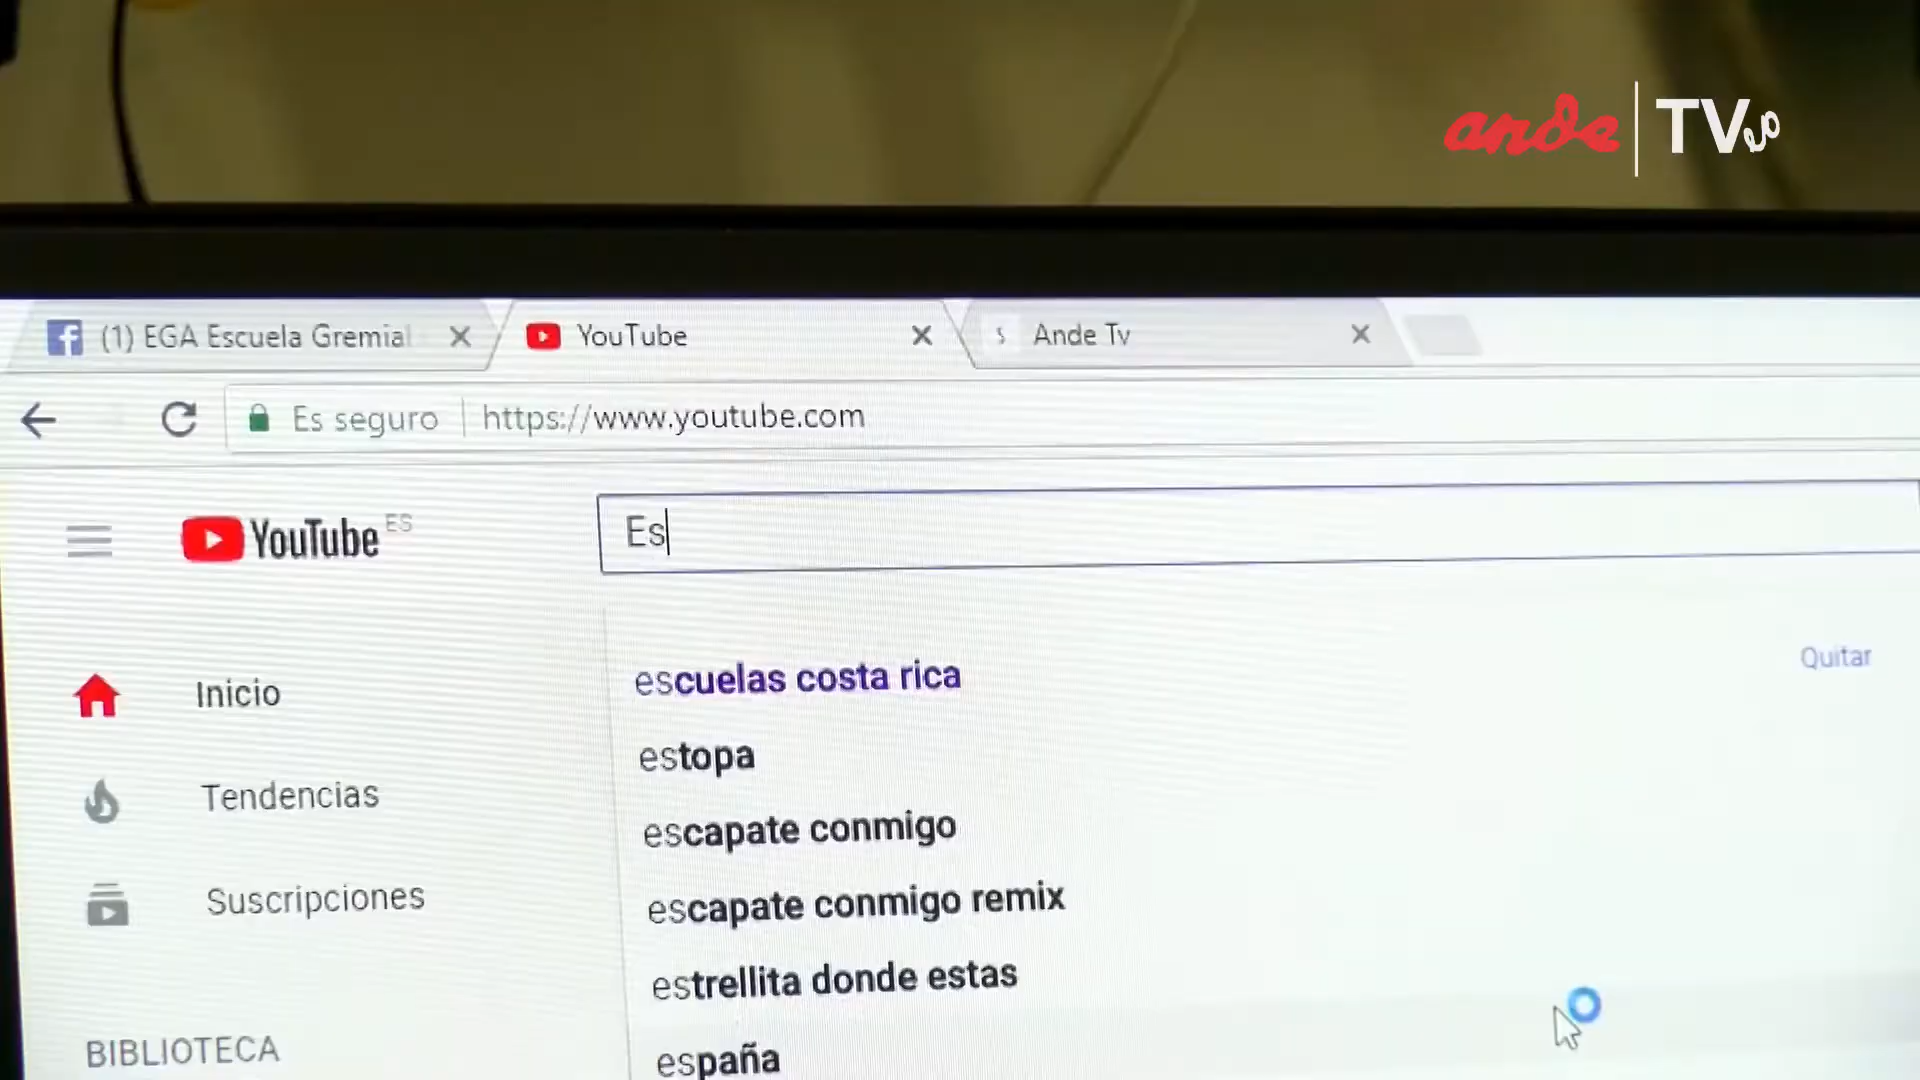 ande TV
(1) EGA Escuela Gremial
YouTube
Ande Tv
Es seguro
https://www.youtube.com
YouTube ES
Es
escuelas costa rica
Quitar
Inicio
estopa
Tendencias
escapate conmigo
escapate conmigo remix
Suscripciones
estrellita donde estas
BIBLIOTECA
españa